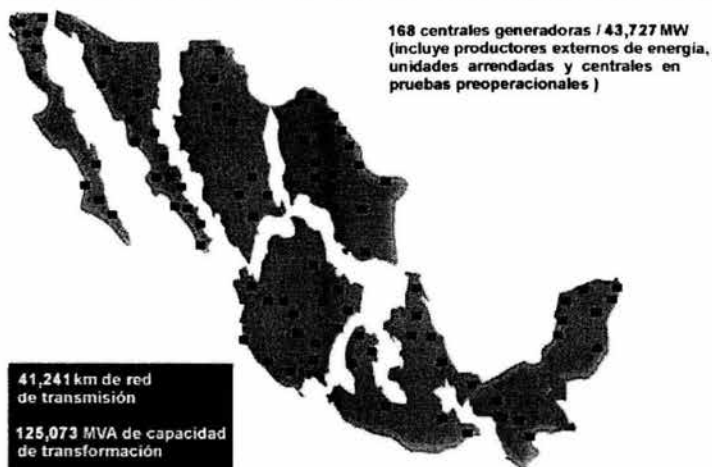 168 centrales generadoras / 43,727 MW
(incluye productores externos de energía,
unidades arrendadas y centrales en
pruebas preoperacionales )
41,241 km de red
de transmisión
125,073 MVA de capacidad
de transformación